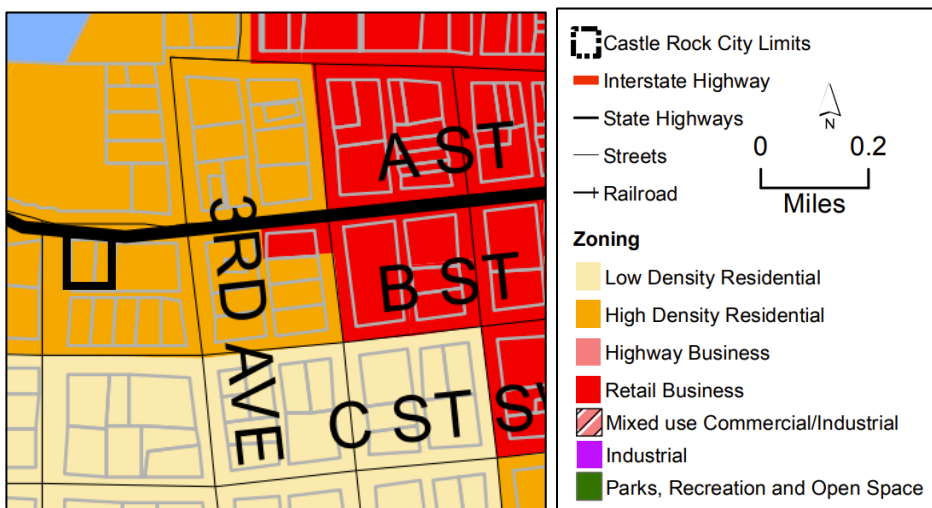 A ST
3RD AVE
B ST
C ST S
Castle Rock City Limits
Interstate Highway
State Highways
Streets
Railroad
N
0 0.2
Miles
Zoning
Low Density Residential
High Density Residential
Highway Business
Retail Business
Mixed use Commercial/Industrial
Industrial
Parks, Recreation and Open Space